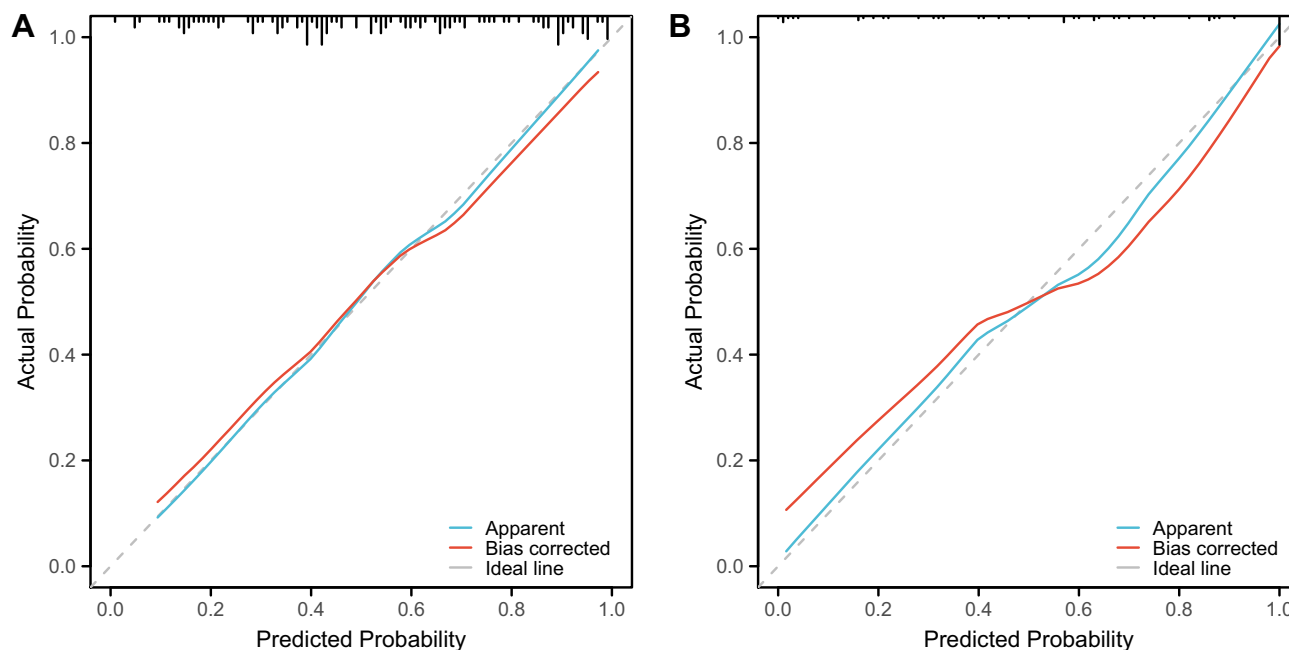 A
1.0
0.8
0.6
0.4
0.2
0.0
Actual Probability
Apparent
Bias corrected
Ideal line
0.0 0.2 0.4 0.6 0.8 1.0
Predicted Probability
B
1.0
0.8
0.6
0.4
0.2
0.0
Actual Probability
Apparent
Bias corrected
Ideal line
0.0 0.2 0.4 0.6 0.8 1.0
Predicted Probability